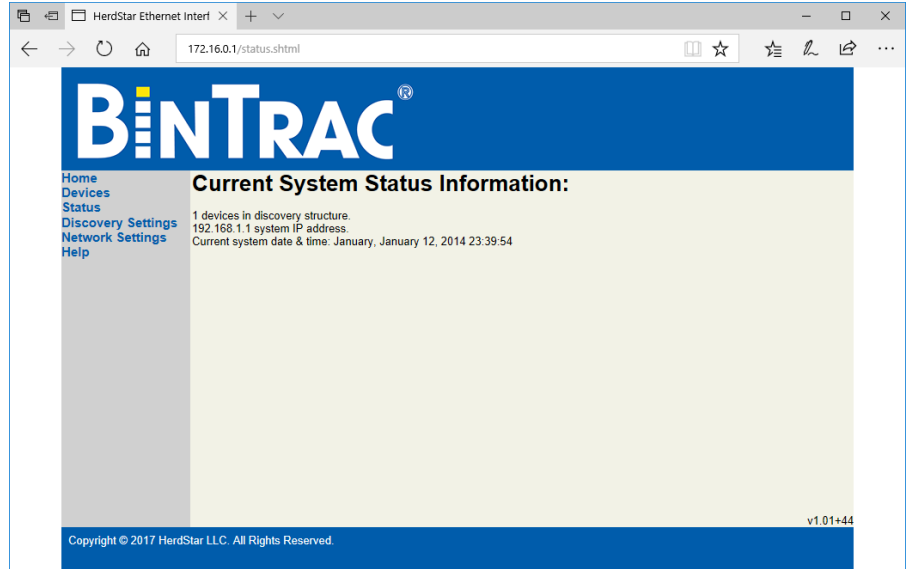 HerdStar Ethernet Interf
172.16.0.1/status.shtml
BINTRAC®
Home
Devices
Status
Discovery Settings
Network Settings
Help
Current System Status Information:
1 devices in discovery structure.
192.168.1.1 system IP address.
Current system date & time: January, January 12, 2014 23:39:54
v1.01+44
Copyright © 2017 HerdStar LLC. All Rights Reserved.